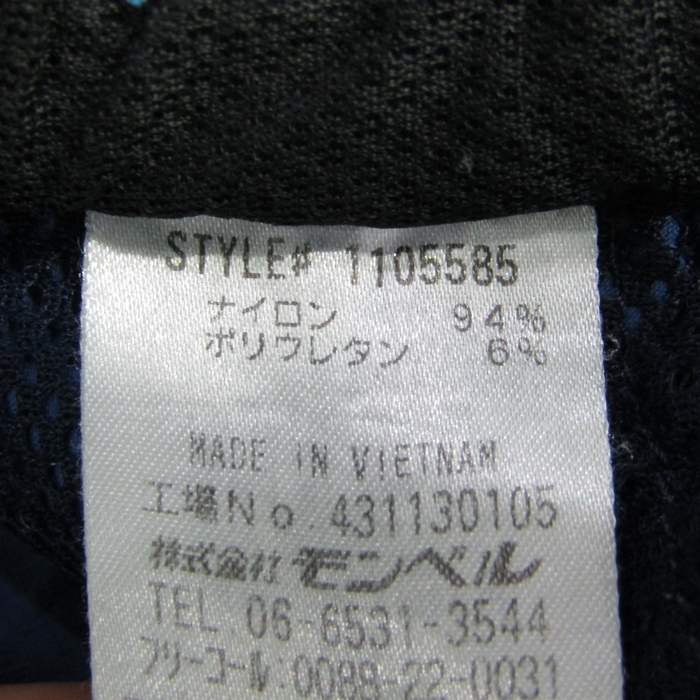 STYLE# 1105585
ナイロン 94%
ポリウレタン 6%
MADE IN VIETNAM
工場No. 431130105
株式会社モンベル
TEL. 06-6531-3544
フリーコール:0088-22-0031